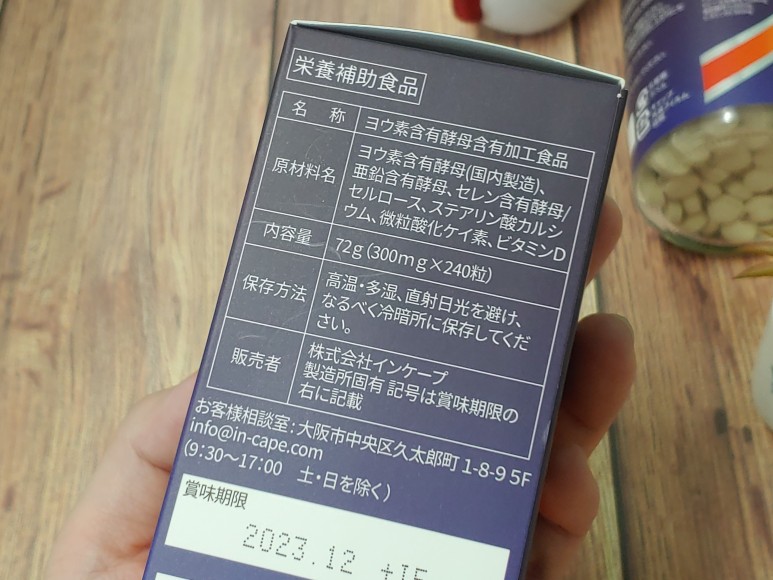 栄養補助食品
名 称
ヨウ素含有酵母含有加工食品
原材料名
ヨウ素含有酵母(国内製造)、
亜鉛含有酵母、セレン含有酵母/
セルロース、ステアリン酸カルシ
ウム、微粒酸化ケイ素、ビタミンD
内容量
72g (300mg×240粒)
保存方法
高温・多湿、直射日光を避け、
なるべく冷暗所に保存してくだ
さい。
販売者
株式会社インケープ
製造所固有 記号は賞味期限の
右に記載
お客様相談室：大阪市中央区久太郎町 1-8-9 5F
info@in-cape.com
(9:30〜17:00 土・日を除く)
賞味期限
2023.12